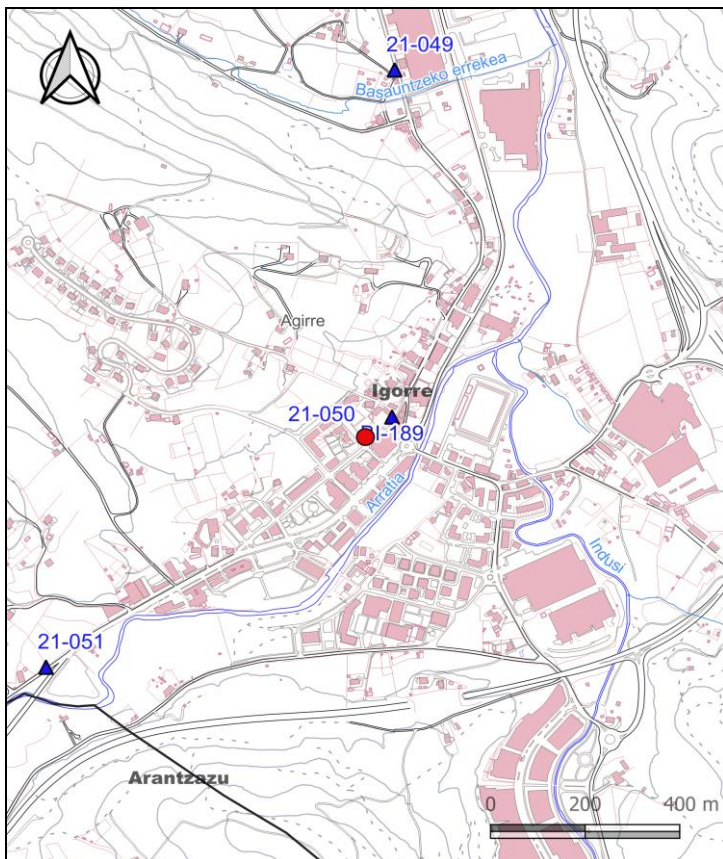 21-049
Basauntzeko errekea
Agirre
Igorre
21-050
BI-189
Arratia
Indusi
21-051
Arantzazu
0 200 400 m